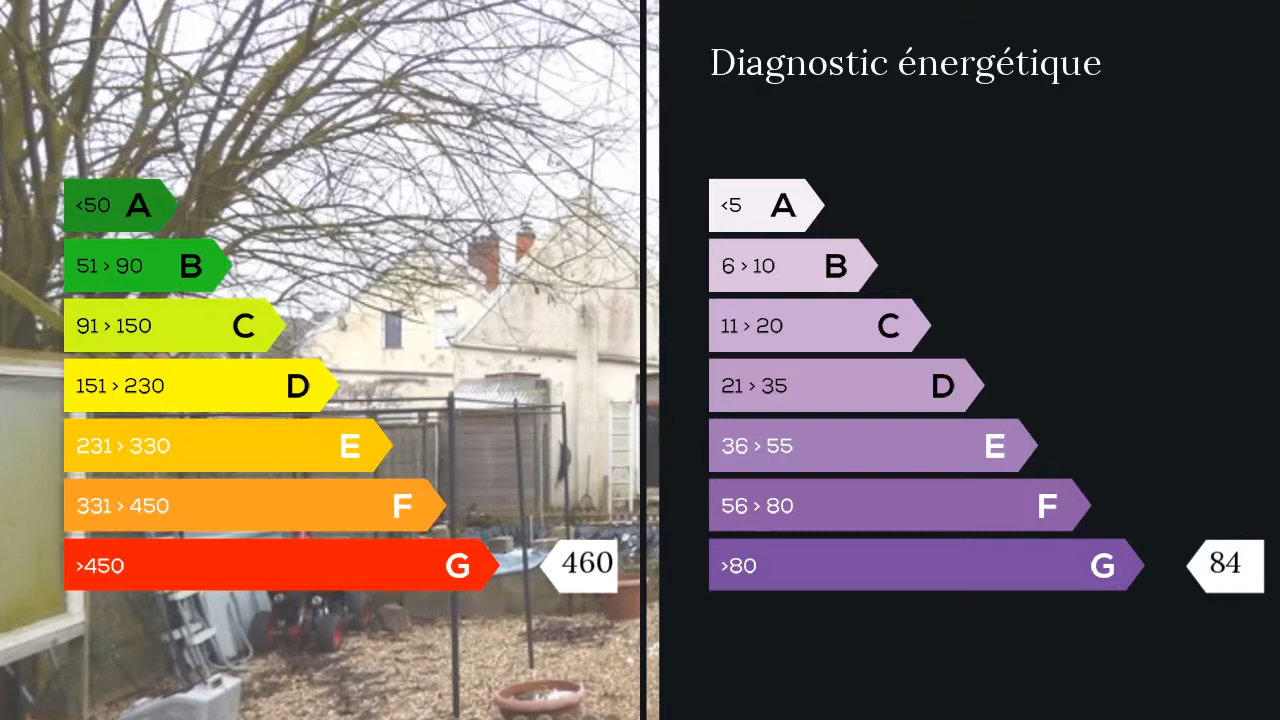 Diagnostic énergétique
<50 A
51 > 90 B
91 > 150 C
151 > 230 D
231 > 330 E
331 > 450 F
>450 G
460
<5 A
6 > 10 B
11 > 20 C
21 > 35 D
36 > 55 E
56 > 80 F
>80 G
84